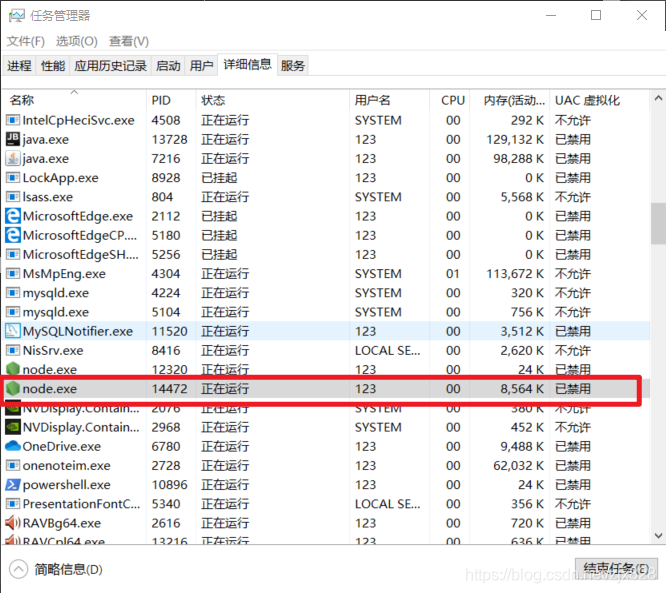 任务管理器
文件(F) 选项(O) 查看(V)
进程 性能 应用历史记录 启动 用户 详细信息 服务
名称 PID 状态 用户名 CPU 内存(活动... UAC 虚拟化
IntelCpHeciSvc.exe 4508 正在运行 SYSTEM 00 292 K 不允许
java.exe 13728 正在运行 123 00 129,132 K 已禁用
java.exe 7216 正在运行 123 00 98,288 K 已禁用
LockApp.exe 8928 已挂起 123 00 0 K 已禁用
lsass.exe 804 正在运行 SYSTEM 00 5,568 K 不允许
MicrosoftEdge.exe 2112 已挂起 123 00 0 K 已禁用
MicrosoftEdgeCP.... 5180 已挂起 123 00 0 K 已禁用
MicrosoftEdgeSH.... 5256 已挂起 123 00 0 K 已禁用
MsMpEng.exe 4304 正在运行 SYSTEM 01 113,672 K 不允许
mysqld.exe 4224 正在运行 SYSTEM 00 320 K 不允许
mysqld.exe 5104 正在运行 SYSTEM 00 756 K 不允许
MySQLNotifier.exe 11520 正在运行 123 00 3,512 K 已禁用
NisSrv.exe 8416 正在运行 LOCAL SE... 00 2,620 K 不允许
node.exe 12320 正在运行 123 00 24 K 已禁用
node.exe 14472 正在运行 123 00 8,564 K 已禁用
NVDisplay.Contain... 2076 正在运行 SYSTEM 00 380 K 不允许
NVDisplay.Contain... 2968 正在运行 SYSTEM 00 452 K 不允许
OneDrive.exe 6780 正在运行 123 00 9,488 K 已禁用
onenoteim.exe 2728 正在运行 123 00 62,032 K 已禁用
powershell.exe 10896 正在运行 123 00 24 K 已禁用
PresentationFontC... 5340 正在运行 LOCAL SE... 00 356 K 不允许
RAVBg64.exe 2616 正在运行 123 00 720 K 已禁用
RAVCpl64.exe 13216 正在运行 123 00 636 K 已禁用
简略信息(D) 结束任务(E)
https://blog.csdn.net/